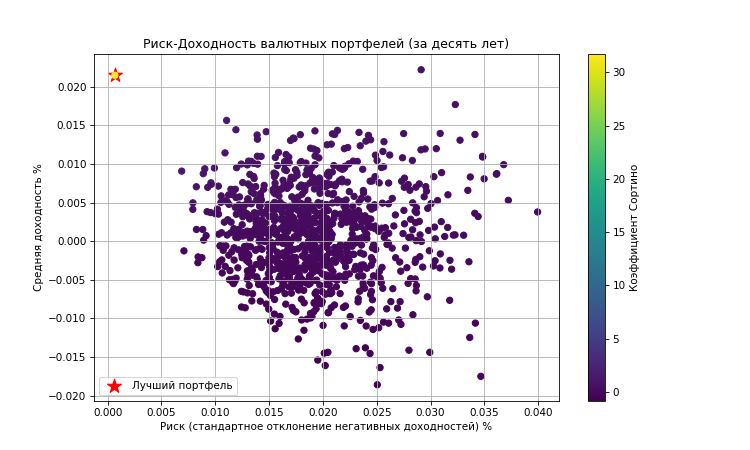 Риск-Доходность валютных портфелей (за десять лет)
0.020
0.015
0.010
0.005
0.000
−0.005
−0.010
−0.015
−0.020
Средняя доходность %
Лучший портфель
0.000 0.005 0.010 0.015 0.020 0.025 0.030 0.035 0.040
Риск (стандартное отклонение негативных доходностей) %
30
25
20
15
10
5
0
Коэффициент Сортино